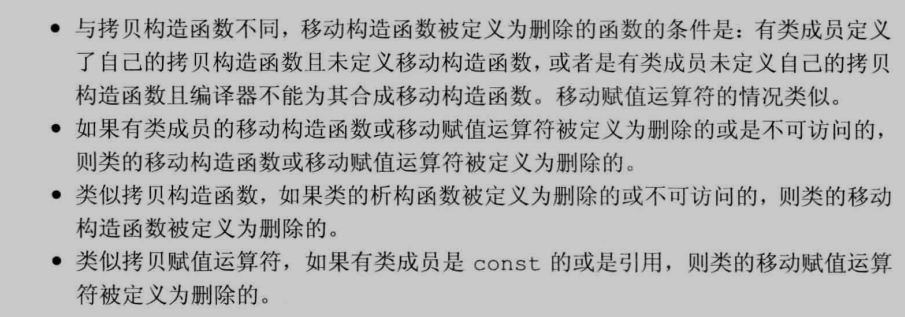 • 与拷贝构造函数不同，移动构造函数被定义为删除的函数的条件是：有类成员定义
了自己的拷贝构造函数且未定义移动构造函数，或者是有类成员未定义自己的拷贝
构造函数且编译器不能为其合成移动构造函数。移动赋值运算符的情况类似。
• 如果有类成员的移动构造函数或移动赋值运算符被定义为删除的或是不可访问的，
则类的移动构造函数或移动赋值运算符被定义为删除的。
• 类似拷贝构造函数，如果类的析构函数被定义为删除的或不可访问的，则类的移动
构造函数被定义为删除的。
• 类似拷贝赋值运算符，如果有类成员是 const 的或是引用，则类的移动赋值运算
符被定义为删除的。